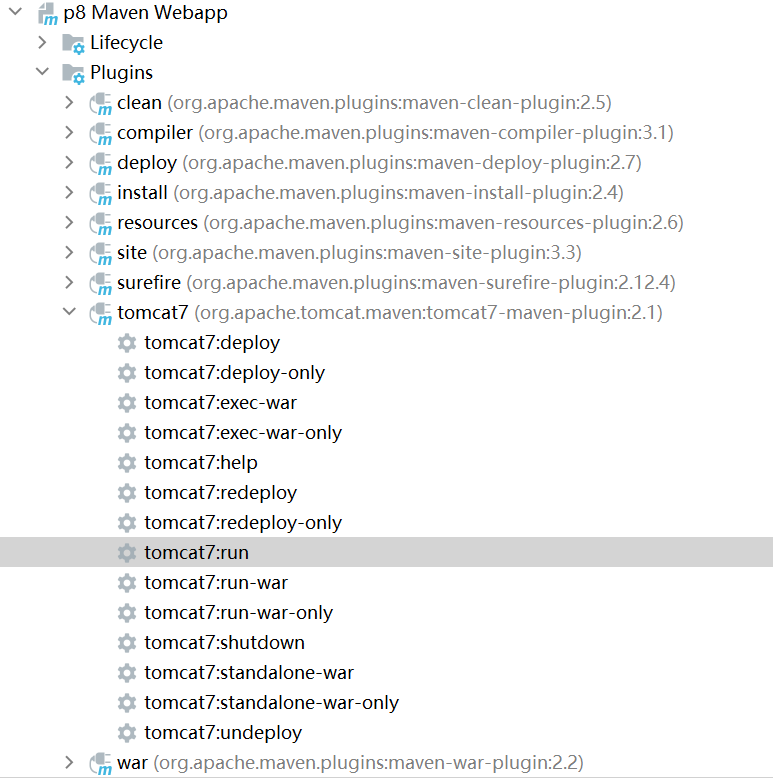 p8 Maven Webapp
Lifecycle
Plugins
clean (org.apache.maven.plugins:maven-clean-plugin:2.5)
compiler (org.apache.maven.plugins:maven-compiler-plugin:3.1)
deploy (org.apache.maven.plugins:maven-deploy-plugin:2.7)
install (org.apache.maven.plugins:maven-install-plugin:2.4)
resources (org.apache.maven.plugins:maven-resources-plugin:2.6)
site (org.apache.maven.plugins:maven-site-plugin:3.3)
surefire (org.apache.maven.plugins:maven-surefire-plugin:2.12.4)
tomcat7 (org.apache.tomcat.maven:tomcat7-maven-plugin:2.1)
tomcat7:deploy
tomcat7:deploy-only
tomcat7:exec-war
tomcat7:exec-war-only
tomcat7:help
tomcat7:redeploy
tomcat7:redeploy-only
tomcat7:run
tomcat7:run-war
tomcat7:run-war-only
tomcat7:shutdown
tomcat7:standalone-war
tomcat7:standalone-war-only
tomcat7:undeploy
war (org.apache.maven.plugins:maven-war-plugin:2.2)